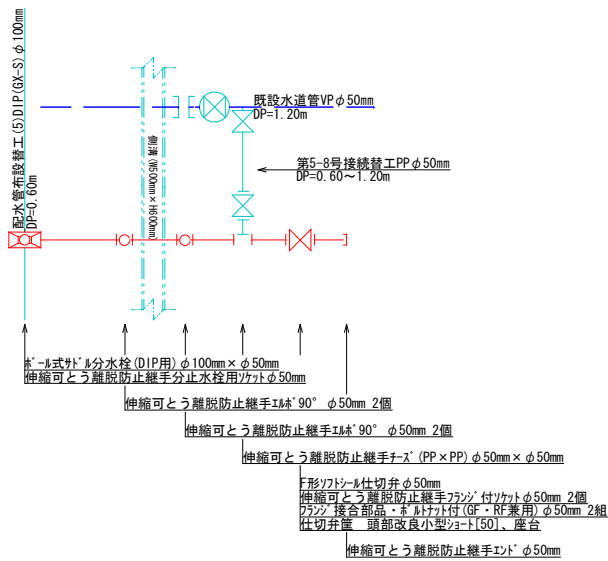 配水管布設替工(5)DIP(GX-S)φ100mm
DP=0.60m
側溝(W500mm×H600mm)
既設水道管VPφ50mm
DP=1.20m
第5-8号接続替工PPφ50mm
DP=0.60～1.20m
ﾎﾞｰﾙ式ｻﾄﾞﾙ分水栓(DIP用)φ100mm×φ50mm
伸縮可とう離脱防止継手分止水栓用ｿｹｯﾄφ50mm
伸縮可とう離脱防止継手ｴﾙﾎﾞ90° φ50mm 2個
伸縮可とう離脱防止継手ｴﾙﾎﾞ90° φ50mm 2個
伸縮可とう離脱防止継手ﾁｰｽﾞ(PP×PP)φ50mm×φ50mm
F形ｿﾌﾄｼｰﾙ仕切弁φ50mm
伸縮可とう離脱防止継手ﾌﾗﾝｼﾞ付ｿｹｯﾄφ50mm 2個
ﾌﾗﾝｼﾞ接合部品・ﾎﾞﾙﾄﾅｯﾄ付(GF・RF兼用)φ50mm 2組
仕切弁筐 頭部改良小型ｼｮｰﾄ[50]、座台
伸縮可とう離脱防止継手ｴﾝﾄﾞφ50mm